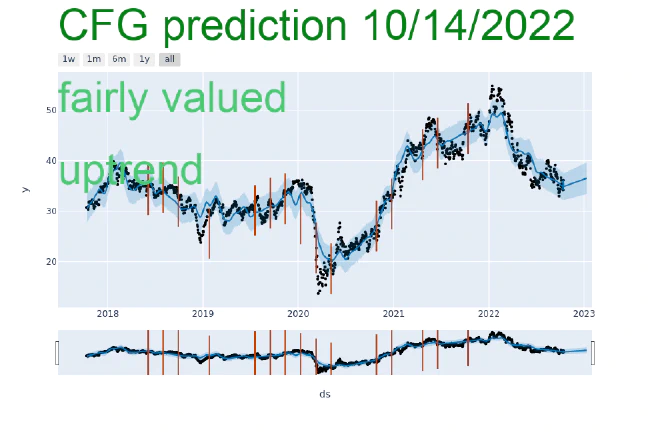 CFG prediction 10/14/2022
1w 1m 6m 1y all
fairly valued
50
uptrend
40
y
30
20
2018 2019 2020 2021 2022 2023
ds